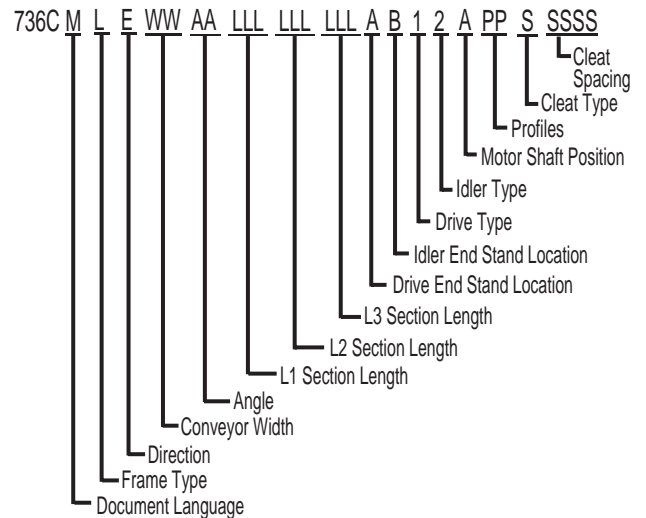 736C M L E WW AA LLL LLL LLL A B 1 2 A PP S SSSS
Cleat
Spacing
Cleat Type
Profiles
Motor Shaft Position
Idler Type
Drive Type
Idler End Stand Location
Drive End Stand Location
L3 Section Length
L2 Section Length
L1 Section Length
Angle
Conveyor Width
Direction
Frame Type
Document Language